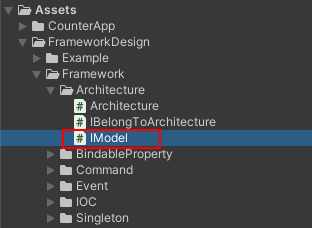 Assets
CounterApp
FrameworkDesign
Example
Framework
Architecture
# Architecture
# IBelongToArchitecture
# IModel
BindableProperty
Command
Event
IOC
Singleton